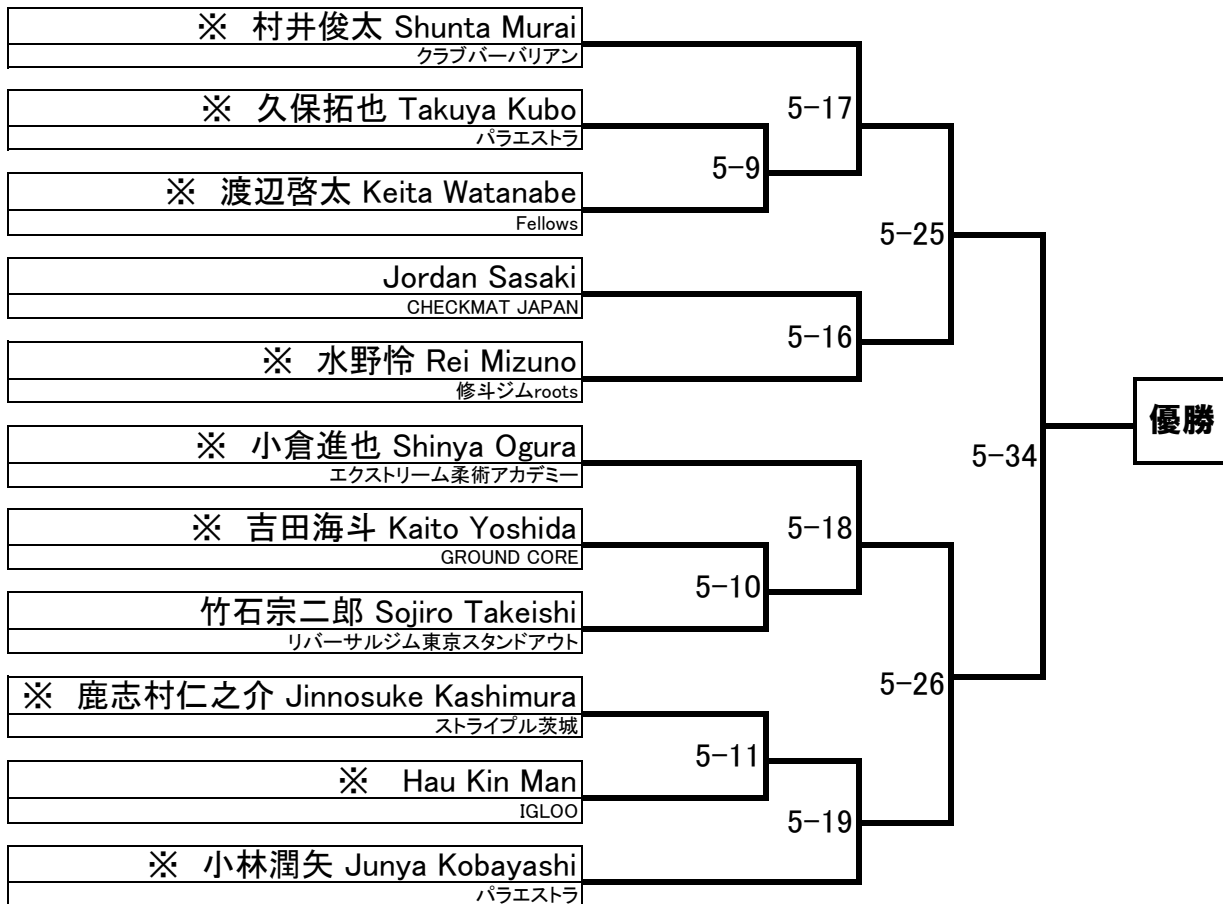 ※ 村井俊太 Shunta Murai
クラブバーバリアン
※ 久保拓也 Takuya Kubo
パラエストラ
※ 渡辺啓太 Keita Watanabe
Fellows
Jordan Sasaki
CHECKMAT JAPAN
※ 水野怜 Rei Mizuno
修斗ジムroots
※ 小倉進也 Shinya Ogura
エクストリーム柔術アカデミー
※ 吉田海斗 Kaito Yoshida
GROUND CORE
竹石宗二郎 Sojiro Takeishi
リバーサルジム東京スタンドアウト
※ 鹿志村仁之介 Jinnosuke Kashimura
ストライプル茨城
※ Hau Kin Man
IGLOO
※ 小林潤矢 Junya Kobayashi
パラエストラ
5-9
5-10
5-11
5-17
5-16
5-18
5-19
5-25
5-26
5-34
優勝